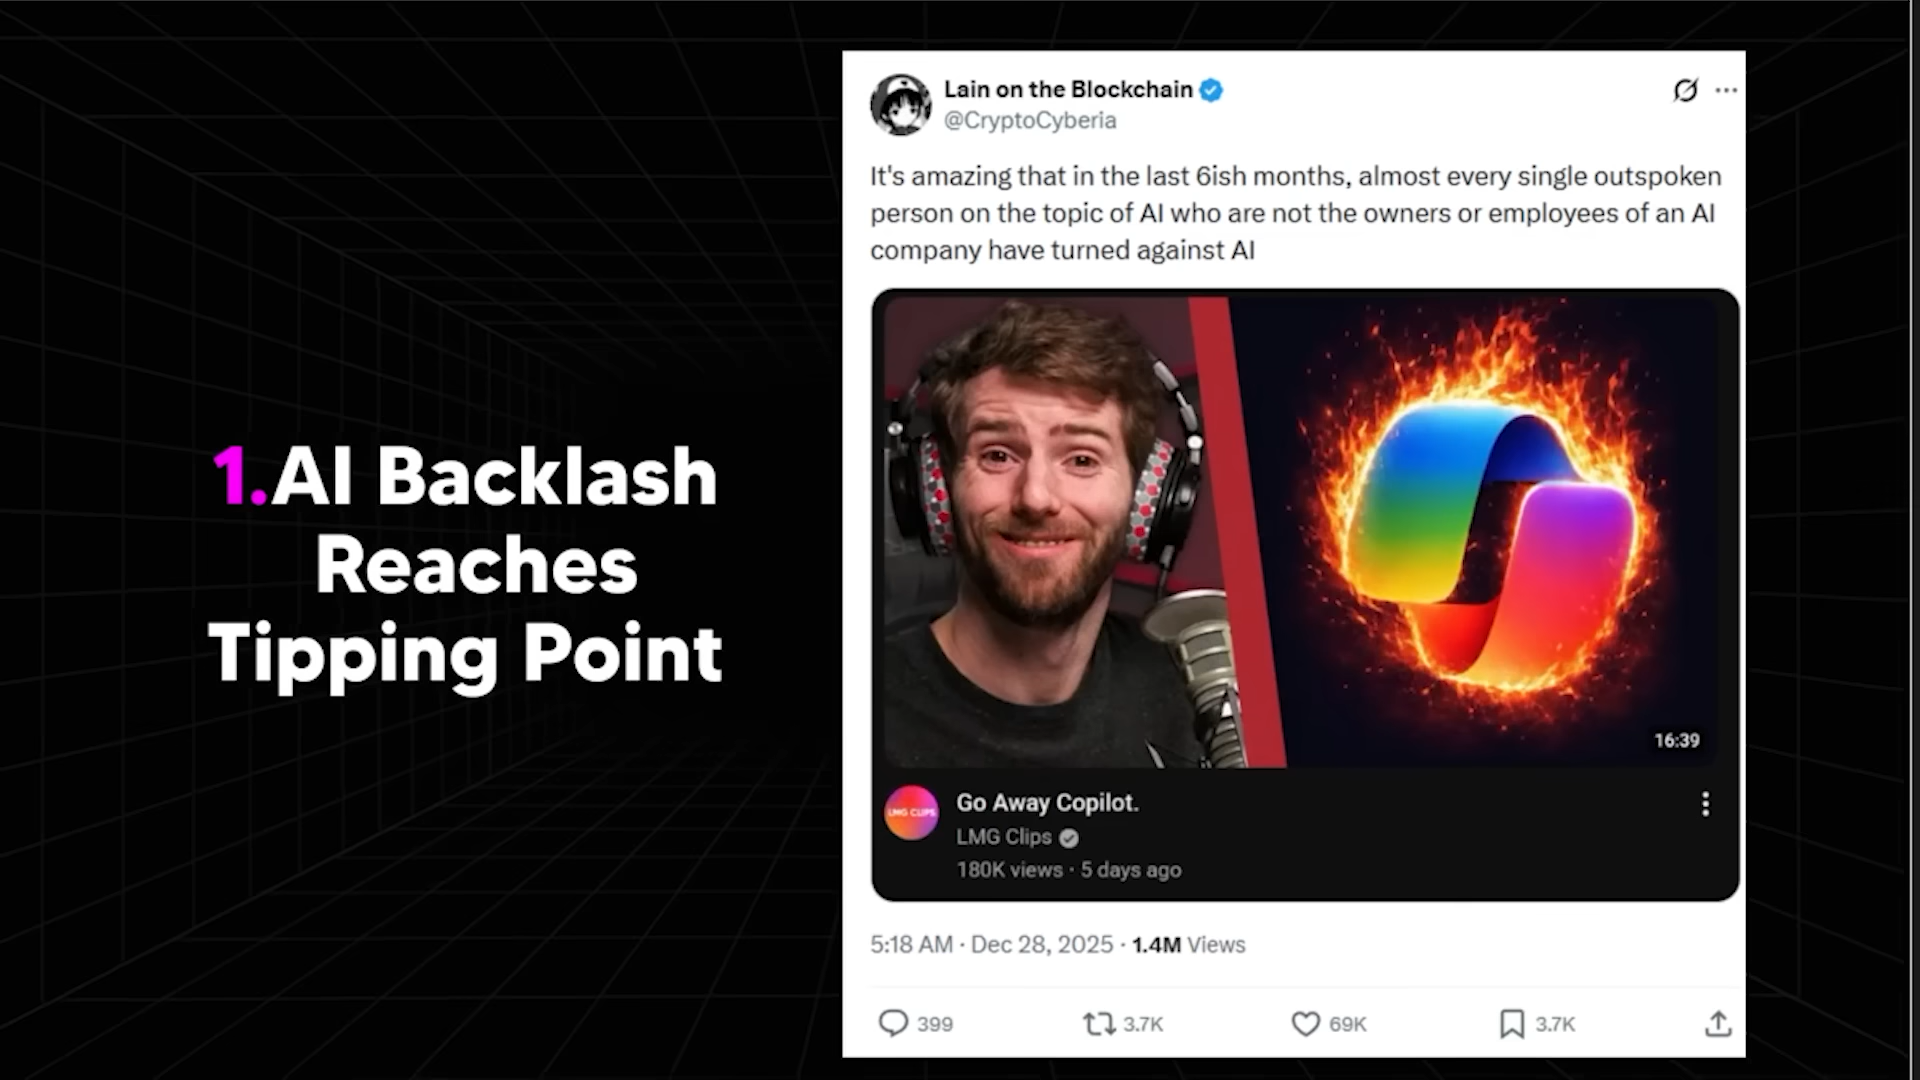 1.AI Backlash
Reaches
Tipping Point
Lain on the Blockchain
@CryptoCyberia
It's amazing that in the last 6ish months, almost every single outspoken
person on the topic of AI who are not the owners or employees of an AI
company have turned against AI
16:39
LMG CLIPS
Go Away Copilot.
LMG Clips
180K views · 5 days ago
5:18 AM · Dec 28, 2025 · 1.4M Views
399 3.7K 69K 3.7K